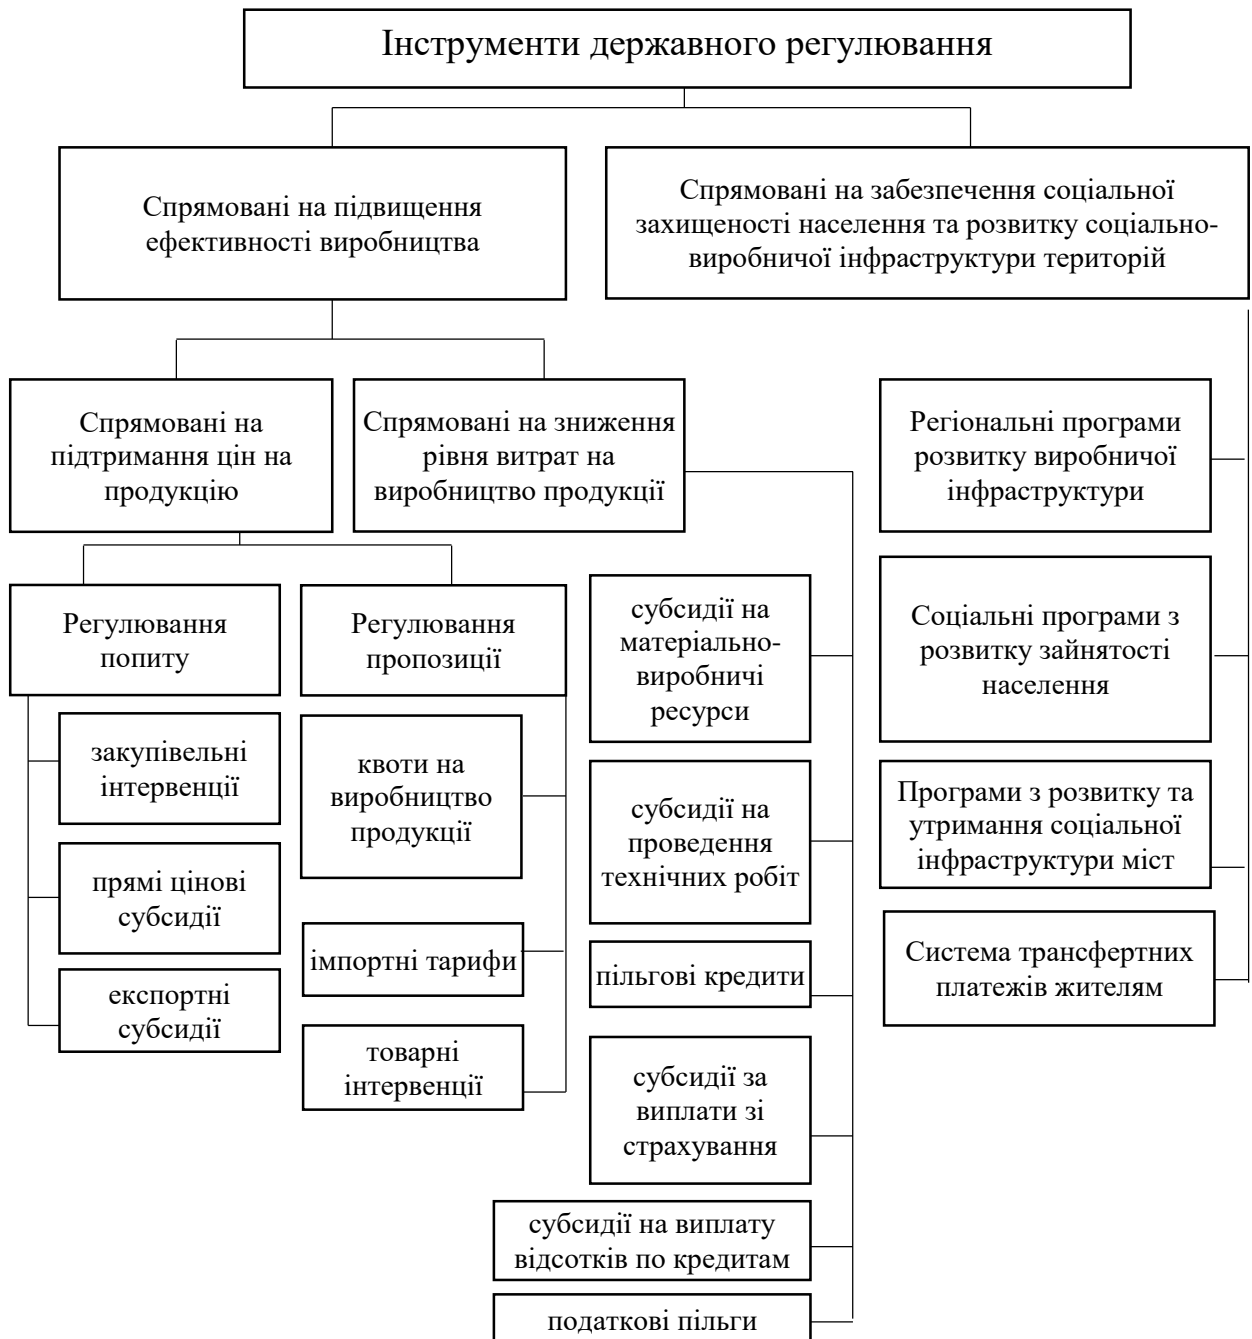 Інструменти державного регулювання
Спрямовані на підвищення
ефективності виробництва
Спрямовані на забезпечення соціальної
захищеності населення та розвитку соціально-
виробничої інфраструктури територій
Спрямовані на
підтримання цін на
продукцію
Спрямовані на зниження
рівня витрат на
виробництво продукції
Регіональні програми
розвитку виробничої
інфраструктури
Регулювання
попиту
Регулювання
пропозиції
субсидії на
матеріально-
виробничі
ресурси
Соціальні програми з
розвитку зайнятості
населення
закупівельні
інтервенції
квоти на
виробництво
продукції
субсидії на
проведення
технічних робіт
Програми з розвитку та
утримання соціальної
інфраструктури міст
прямі цінові
субсидії
імпортні тарифи
пільгові кредити
Система трансфертних
платежів жителям
експортні
субсидії
товарні
інтервенції
субсидії за
виплати зі
страхування
субсидії на виплату
відсотків по кредитам
податкові пільги